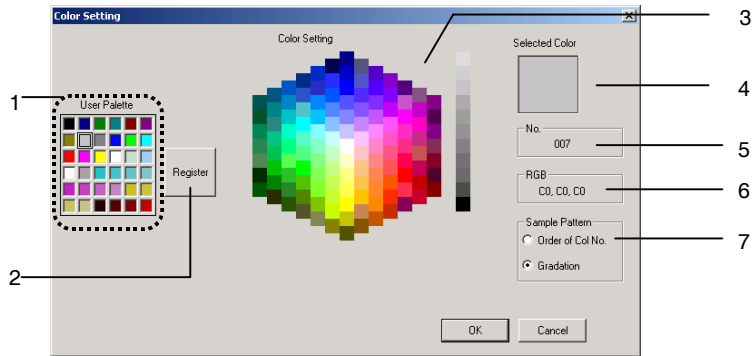 Color Setting
Color Setting
Selected Color
User Palette
Register
No.
007
RGB
C0, C0, C0
Sample Pattern
Order of Col No.
Gradation
OK
Cancel
1
2
3
4
5
6
7